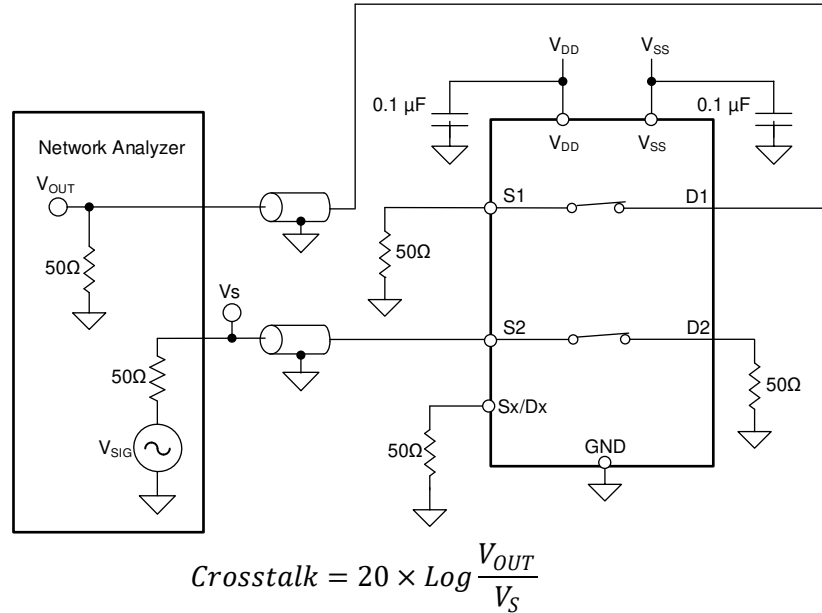 V_DD V_SS
0.1 µF 0.1 µF
V_DD V_SS
Network Analyzer
V_OUT
S1 D1
50Ω 50Ω
Vs
S2 D2
50Ω 50Ω
Sx/Dx
V_SIG 50Ω GND
Crosstalk = 20 × Log V_OUT / V_S